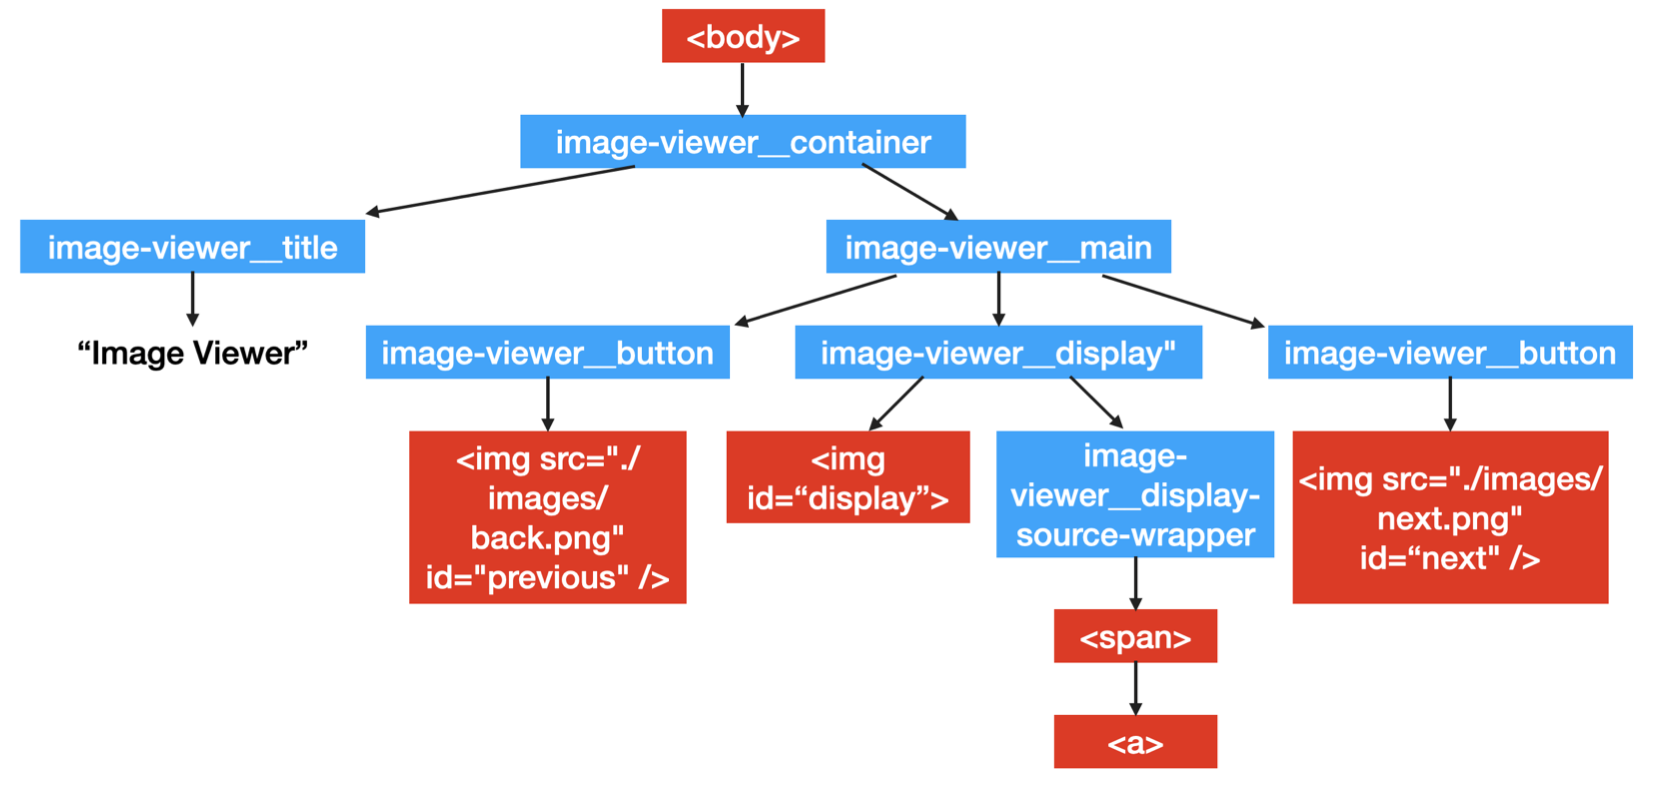 <body>
image-viewer__container
image-viewer__title
image-viewer__main
“Image Viewer”
image-viewer__button
image-viewer__display"
image-viewer__button
<img src="./
images/
back.png"
id="previous" />
<img
id=“display”>
image-
viewer__display-
source-wrapper
<img src="./images/
next.png"
id=“next" />
<span>
<a>